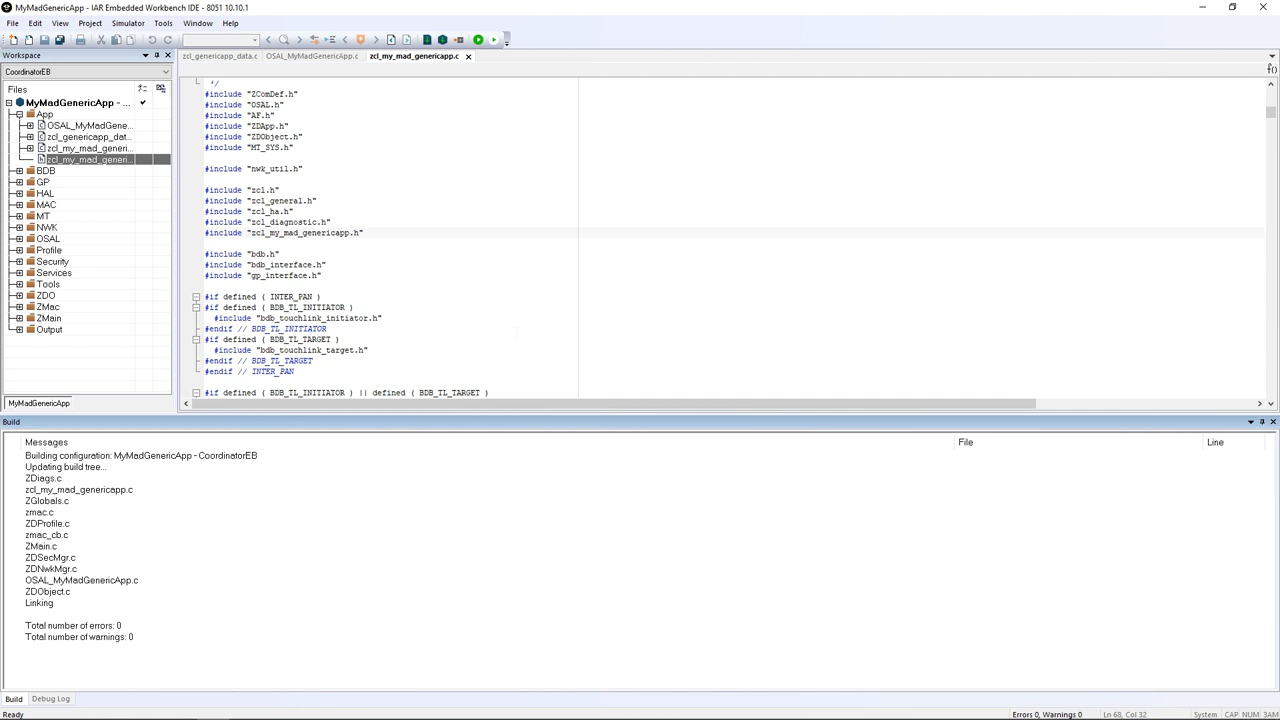 MyMadGenericApp - IAR Embedded Workbench IDE - 8051 10.10.1
File Edit View Project Simulator Tools Window Help
Workspace
CoordinatorEB
Files
MyMadGenericApp - ...
App
OSAL_MyMadGene...
zcl_genericapp_dat...
zcl_my_mad_generi...
zcl_my_mad_generi...
BDB
GP
HAL
MAC
MT
NWK
OSAL
Profile
Security
Services
Tools
ZDO
ZMac
ZMain
Output
MyMadGenericApp
zcl_genericapp_data.c OSAL_MyMadGenericApp.c zcl_my_mad_genericapp.c
f()
*/
#include "ZComDef.h"
#include "OSAL.h"
#include "AF.h"
#include "ZDApp.h"
#include "ZDObject.h"
#include "MT_SYS.h"
#include "nwk_util.h"
#include "zcl.h"
#include "zcl_general.h"
#include "zcl_ha.h"
#include "zcl_diagnostic.h"
#include "zcl_my_mad_genericapp.h"
#include "bdb.h"
#include "bdb_interface.h"
#include "gp_interface.h"
#if defined ( INTER_PAN )
#if defined ( BDB_TL_INITIATOR )
#include "bdb_touchlink_initiator.h"
#endif // BDB_TL_INITIATOR
#if defined ( BDB_TL_TARGET )
#include "bdb_touchlink_target.h"
#endif // BDB_TL_TARGET
#endif // INTER_PAN
#if defined ( BDB_TL_INITIATOR ) || defined ( BDB_TL_TARGET )
Build
Messages File Line
Building configuration: MyMadGenericApp - CoordinatorEB
Updating build tree...
ZDiags.c
zcl_my_mad_genericapp.c
ZGlobals.c
zmac.c
ZDProfile.c
zmac_cb.c
ZMain.c
ZDSecMgr.c
ZDNwkMgr.c
OSAL_MyMadGenericApp.c
ZDObject.c
Linking
Total number of errors: 0
Total number of warnings: 0
Build Debug Log
Ready Errors 0, Warnings 0 Ln 68, Col 32 System CAP NUM ЗАМ